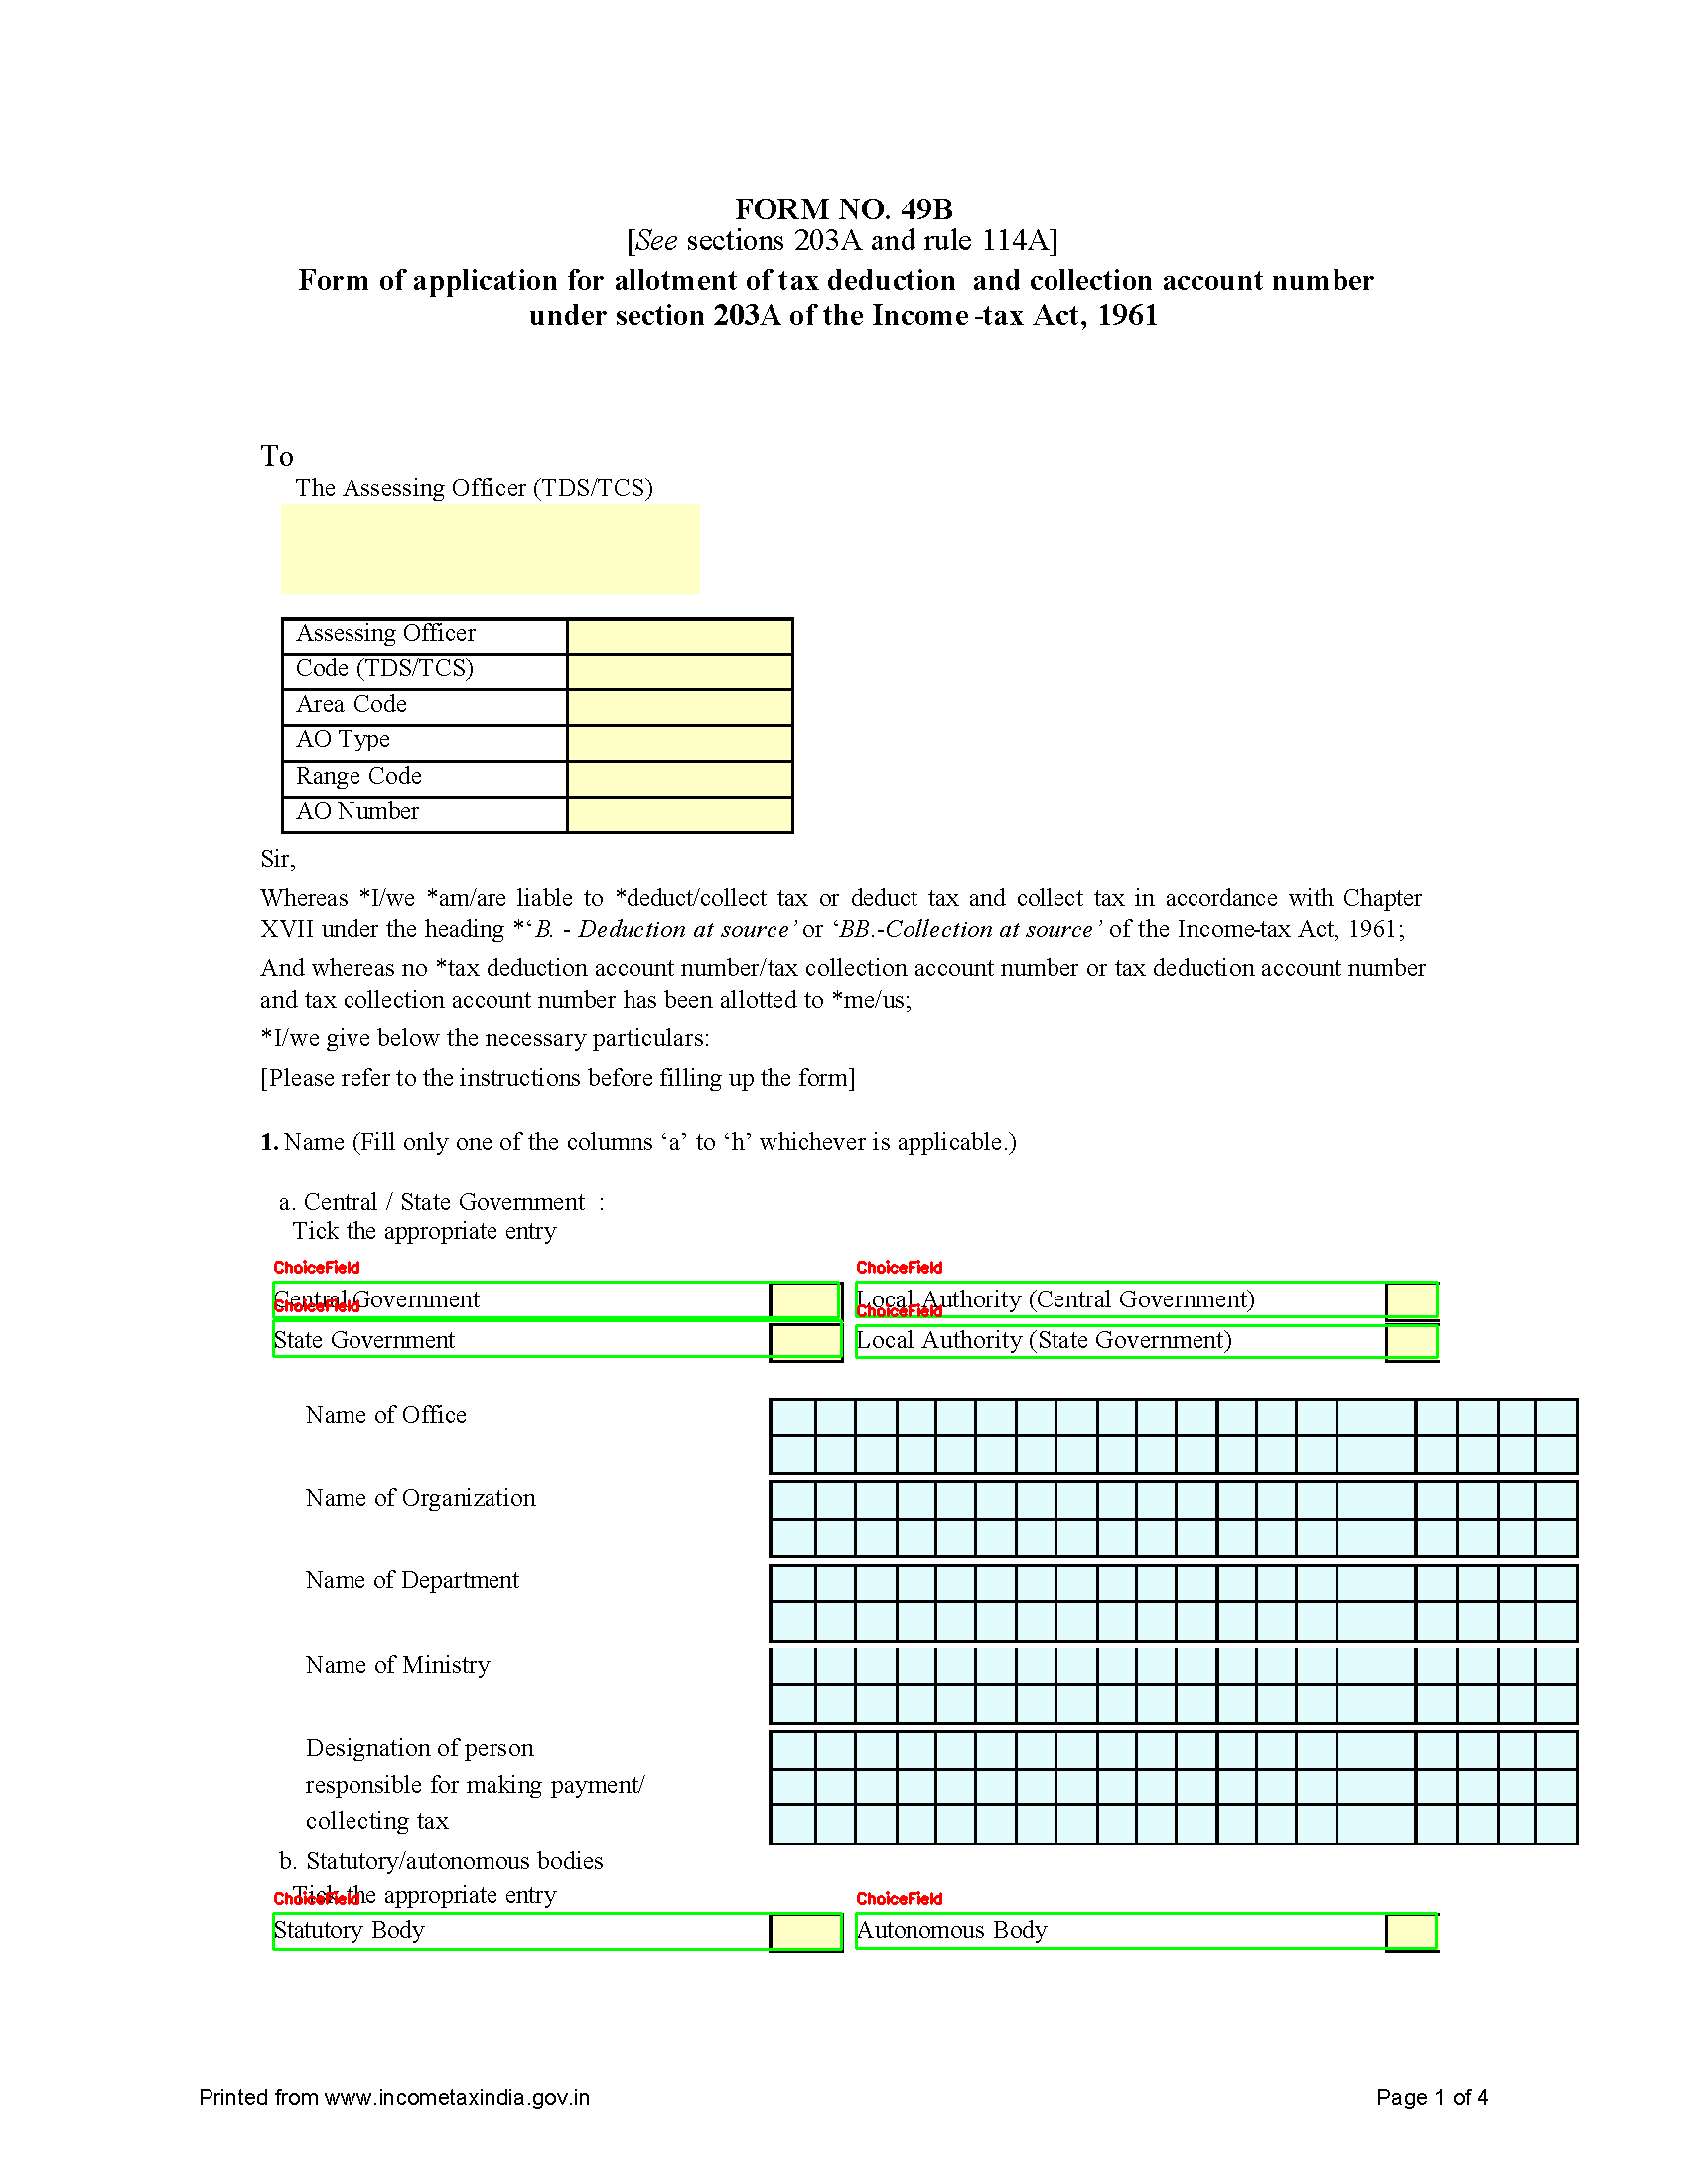 FORM NO. 49B
[See sections 203A and rule 114A]
Form of application for allotment of tax deduction and collection account number
under section 203A of the Income-tax Act, 1961
To
The Assessing Officer (TDS/TCS)
Assessing Officer
Code (TDS/TCS)
Area Code
AO Type
Range Code
AO Number
Sir,
Whereas *I/we *am/are liable to *deduct/collect tax or deduct tax and collect tax in accordance with Chapter
XVII under the heading *‘B. - Deduction at source’ or ‘BB.-Collection at source’ of the Income-tax Act, 1961;
And whereas no *tax deduction account number/tax collection account number or tax deduction account number
and tax collection account number has been allotted to *me/us;
*I/we give below the necessary particulars:
[Please refer to the instructions before filling up the form]
1. Name (Fill only one of the columns ‘a’ to ‘h’ whichever is applicable.)
a. Central / State Government :
Tick the appropriate entry
ChoiceField ChoiceField
Central Government Local Authority (Central Government)
ChoiceField ChoiceField
State Government Local Authority (State Government)
Name of Office
Name of Organization
Name of Department
Name of Ministry
Designation of person
responsible for making payment/
collecting tax
b. Statutory/autonomous bodies
Tick the appropriate entry
ChoiceField ChoiceField
Statutory Body Autonomous Body
Printed from www.incometaxindia.gov.in Page 1 of 4